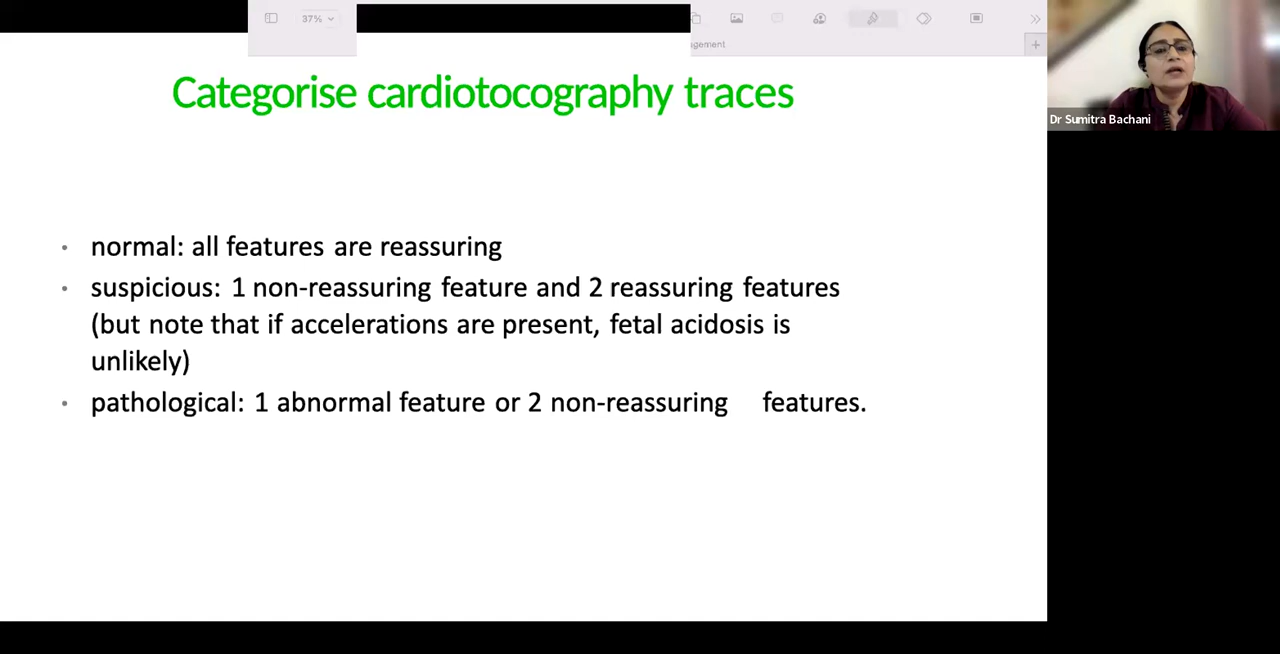 37%
gement
Categorise cardiotocography traces
Dr Sumitra Bachani
• normal: all features are reassuring
• suspicious: 1 non-reassuring feature and 2 reassuring features
(but note that if accelerations are present, fetal acidosis is
unlikely)
• pathological: 1 abnormal feature or 2 non-reassuring features.